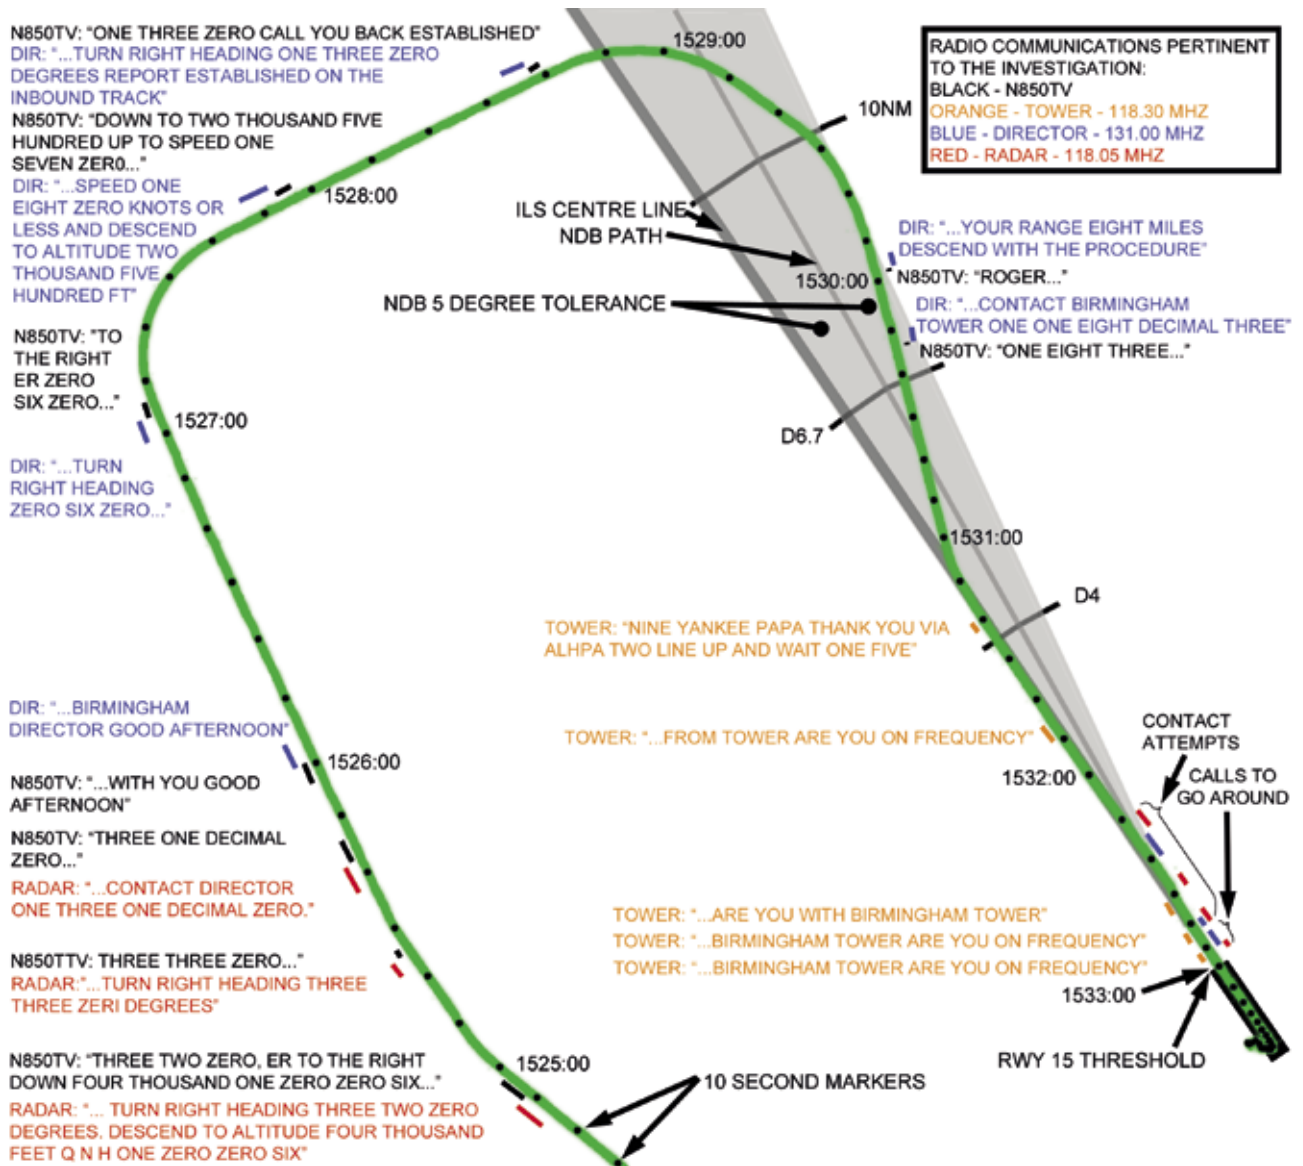 N850TV: "ONE THREE ZERO CALL YOU BACK ESTABLISHED"
DIR: "...TURN RIGHT HEADING ONE THREE ZERO
DEGREES REPORT ESTABLISHED ON THE
INBOUND TRACK"
N850TV: "DOWN TO TWO THOUSAND FIVE
HUNDRED UP TO SPEED ONE
SEVEN ZER0..."
DIR: "...SPEED ONE
EIGHT ZERO KNOTS OR
LESS AND DESCEND
TO ALTITUDE TWO
THOUSAND FIVE
HUNDRED FT"
N850TV: "TO
THE RIGHT
ER ZERO
SIX ZERO..."
DIR: "...TURN
RIGHT HEADING
ZERO SIX ZERO..."
DIR: "...BIRMINGHAM
DIRECTOR GOOD AFTERNOON"
N850TV: "...WITH YOU GOOD
AFTERNOON"
N850TV: "THREE ONE DECIMAL
ZERO..."
RADAR: "...CONTACT DIRECTOR
ONE THREE ONE DECIMAL ZERO."
N850TTV: THREE THREE ZERO..."
RADAR:"...TURN RIGHT HEADING THREE
THREE ZERI DEGREES"
N850TV: "THREE TWO ZERO, ER TO THE RIGHT
DOWN FOUR THOUSAND ONE ZERO ZERO SIX..."
RADAR: "... TURN RIGHT HEADING THREE TWO ZERO
DEGREES. DESCEND TO ALTITUDE FOUR THOUSAND
FEET Q N H ONE ZERO ZERO SIX"
1529:00
1528:00
1527:00
1526:00
1525:00
10 SECOND MARKERS
10NM
ILS CENTRE LINE
NDB PATH
NDB 5 DEGREE TOLERANCE
1530:00
D6.7
1531:00
D4
RADIO COMMUNICATIONS PERTINENT
TO THE INVESTIGATION:
BLACK - N850TV
ORANGE - TOWER - 118.30 MHZ
BLUE - DIRECTOR - 131.00 MHZ
RED - RADAR - 118.05 MHZ
DIR: "...YOUR RANGE EIGHT MILES
DESCEND WITH THE PROCEDURE"
N850TV: "ROGER..."
DIR: "...CONTACT BIRMINGHAM
TOWER ONE ONE EIGHT DECIMAL THREE"
N850TV: "ONE EIGHT THREE..."
TOWER: "NINE YANKEE PAPA THANK YOU VIA
ALHPA TWO LINE UP AND WAIT ONE FIVE"
TOWER: "...FROM TOWER ARE YOU ON FREQUENCY"
1532:00
CONTACT
ATTEMPTS
CALLS TO
GO AROUND
TOWER: "...ARE YOU WITH BIRMINGHAM TOWER"
TOWER: "...BIRMINGHAM TOWER ARE YOU ON FREQUENCY"
TOWER: "...BIRMINGHAM TOWER ARE YOU ON FREQUENCY"
1533:00
RWY 15 THRESHOLD